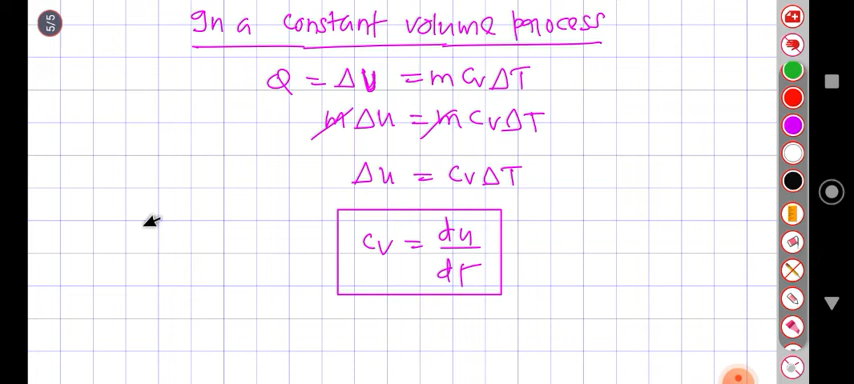 5/5
In a constant volume process
Q = ΔU = m Cv ΔT
m Δu = m Cv ΔT
Δu = Cv ΔT
Cv = du/dT